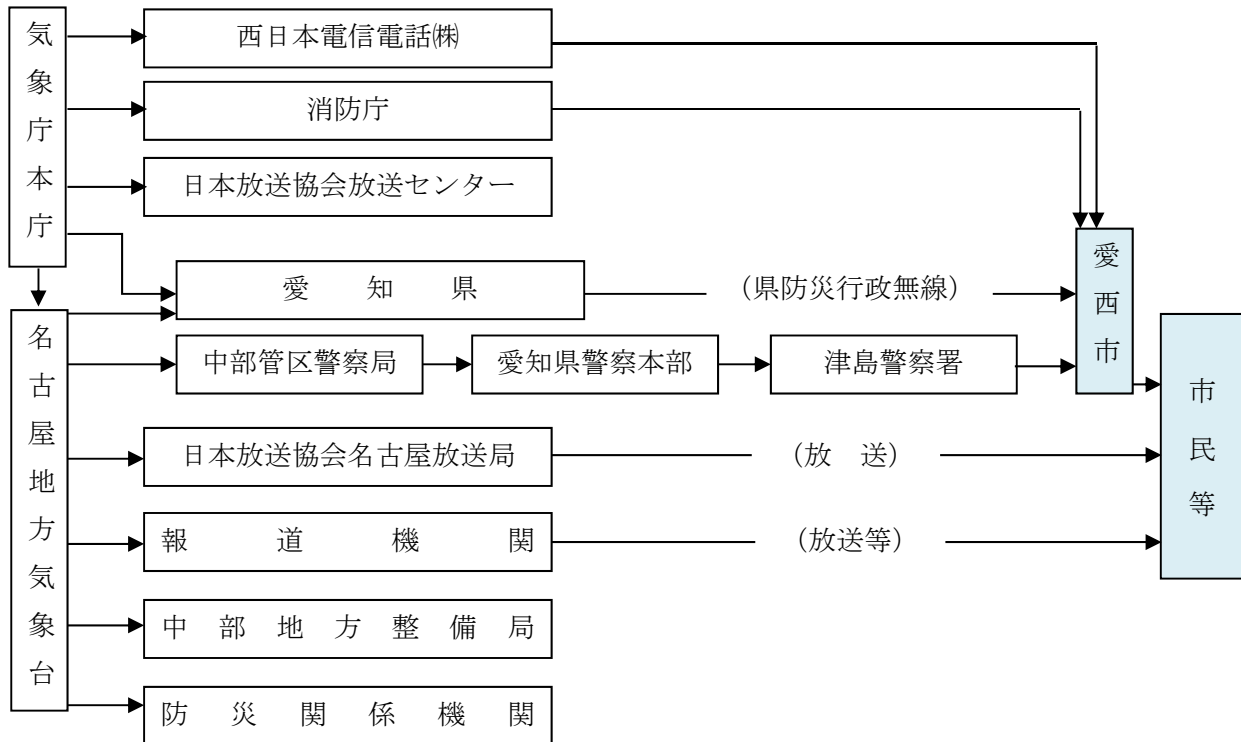 気象庁本庁
西日本電信電話㈱
消防庁
日本放送協会放送センター
愛知県
（県防災行政無線）
愛西市
名古屋地方気象台
中部管区警察局
愛知県警察本部
津島警察署
市民等
日本放送協会名古屋放送局
（放　送）
報道機関
（放送等）
中部地方整備局
防災関係機関